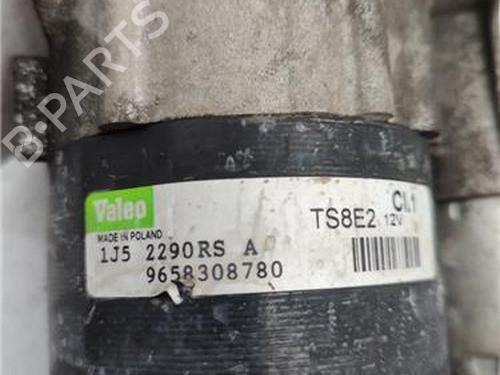 B-PARTS
Valeo
MADE IN POLAND
TS8E2
CL1
12V
1J5 2290RS A
9658308780